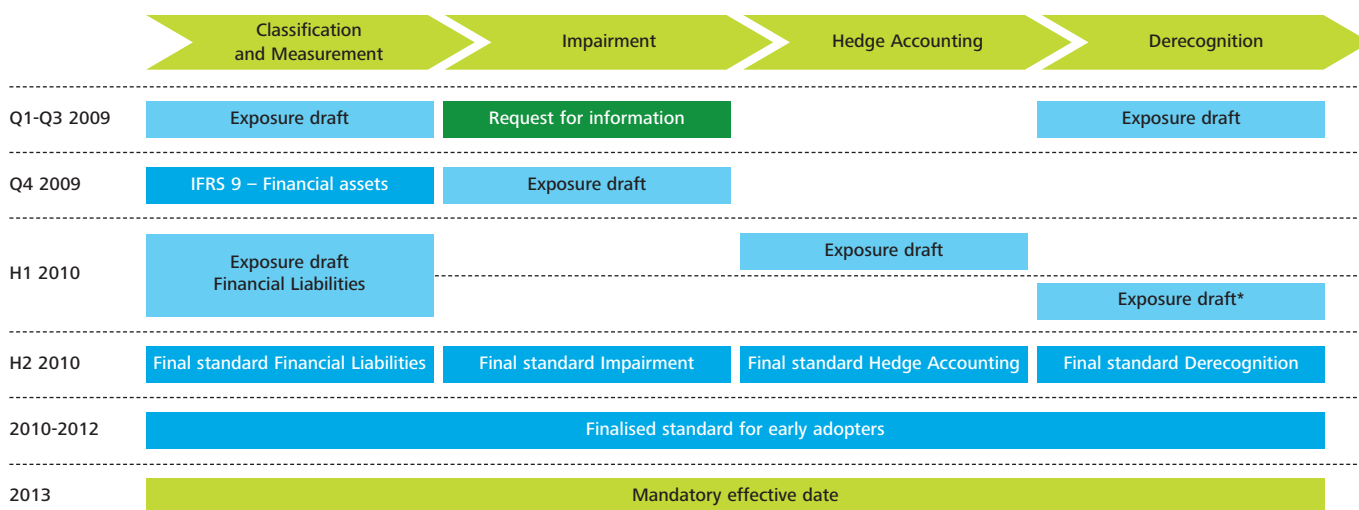 Classification
and Measurement
Impairment
Hedge Accounting
Derecognition
Q1-Q3 2009
Exposure draft
Request for information
Exposure draft
Q4 2009
IFRS 9 – Financial assets
Exposure draft
H1 2010
Exposure draft
Financial Liabilities
Exposure draft
Exposure draft*
H2 2010
Final standard Financial Liabilities
Final standard Impairment
Final standard Hedge Accounting
Final standard Derecognition
2010-2012
Finalised standard for early adopters
2013
Mandatory effective date